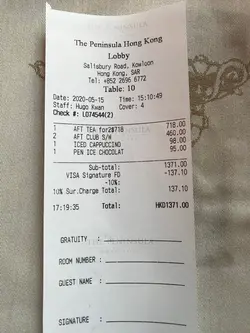 The Peninsula Hong Kong
Lobby
Salisbury Road, Kowloon
Hong Kong, SAR
Tel: +852 2696 6772
Table: 10
Date: 2020-05-15 Time: 15:10:49
Staff: Hugo Kwan Cover: 4
Check #: L074544(2)
1 AFT TEA for2@718 718.00
2 AFT CLUB S/W 460.00
1 ICED CAPPUCCINO 98.00
1 PEN ICE CHOCOLAT 95.00
Sub-total: 1371.00
VISA Signature FD -137.10
-10%:
10% Sur.Charge Total: 137.10
17:19:35 Total: HKD1371.00
GRATUITY :
ROOM NUMBER :
GUEST NAME :
SIGNATURE :